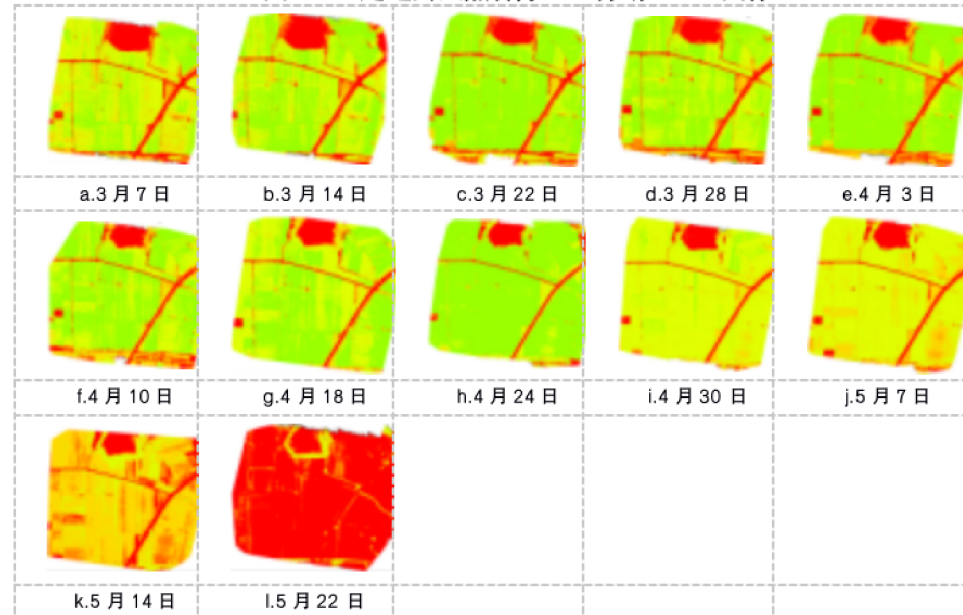 a.3 月 7 日
b.3 月 14 日
c.3 月 22 日
d.3 月 28 日
e.4 月 3 日
f.4 月 10 日
g.4 月 18 日
h.4 月 24 日
i.4 月 30 日
j.5 月 7 日
k.5 月 14 日
l.5 月 22 日